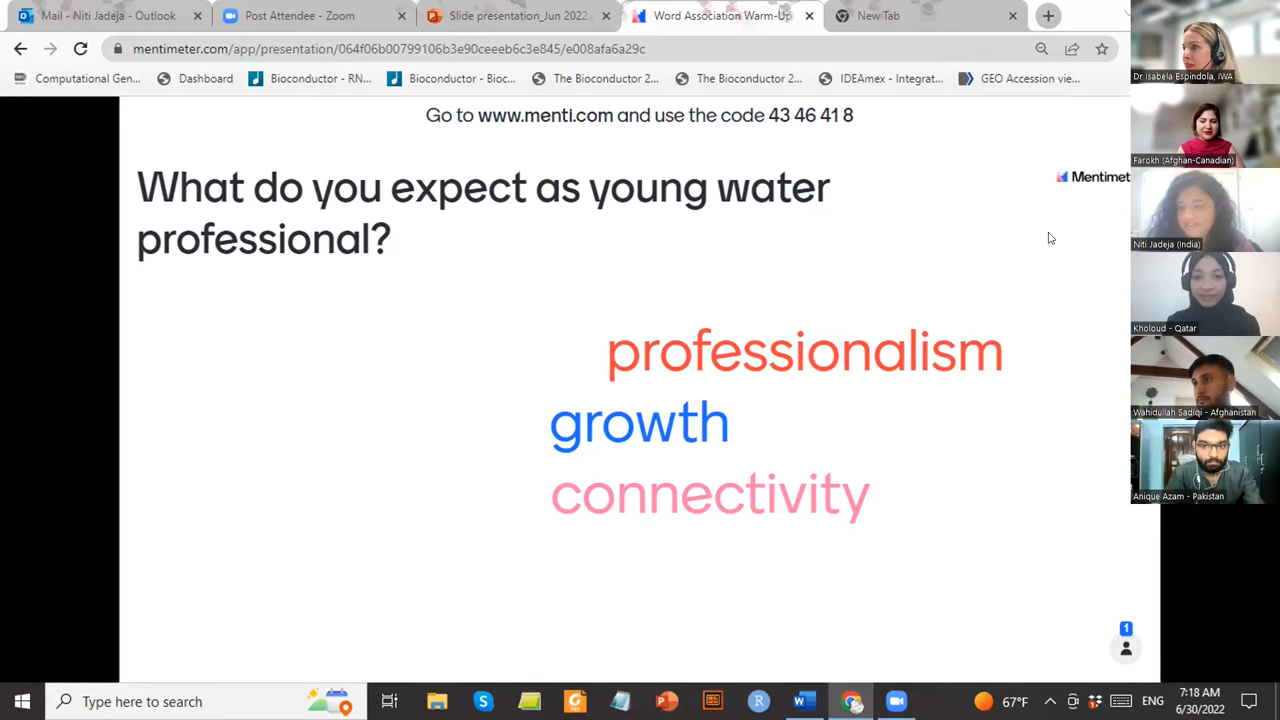 Mail - Niti Jadeja - Outlook
Post Attendee - Zoom
Slide presentation_Jun 2022
Word Association Warm-Up
New Tab
mentimeter.com/app/presentation/064f06b00799106b3e90ceeeb6c3e845/e008afa6a29c
Computational Gen...
Dashboard
Bioconductor - RN...
Bioconductor - Bioc...
The Bioconductor 2...
The Bioconductor 2...
IDEAmex - Integrat...
GEO Accession vie...
Go to www.menti.com and use the code 43 46 41 8
What do you expect as young water
professional?
Mentimet
professionalism
growth
connectivity
1
Dr Isabela Espindola, IWA
Farokh (Afghan-Canadian)
Niti Jadeja (India)
Kholoud - Qatar
Wahidullah Sadiqi - Afghanistan
Anique Azam - Pakistan
Type here to search
67°F
ENG
7:18 AM
6/30/2022